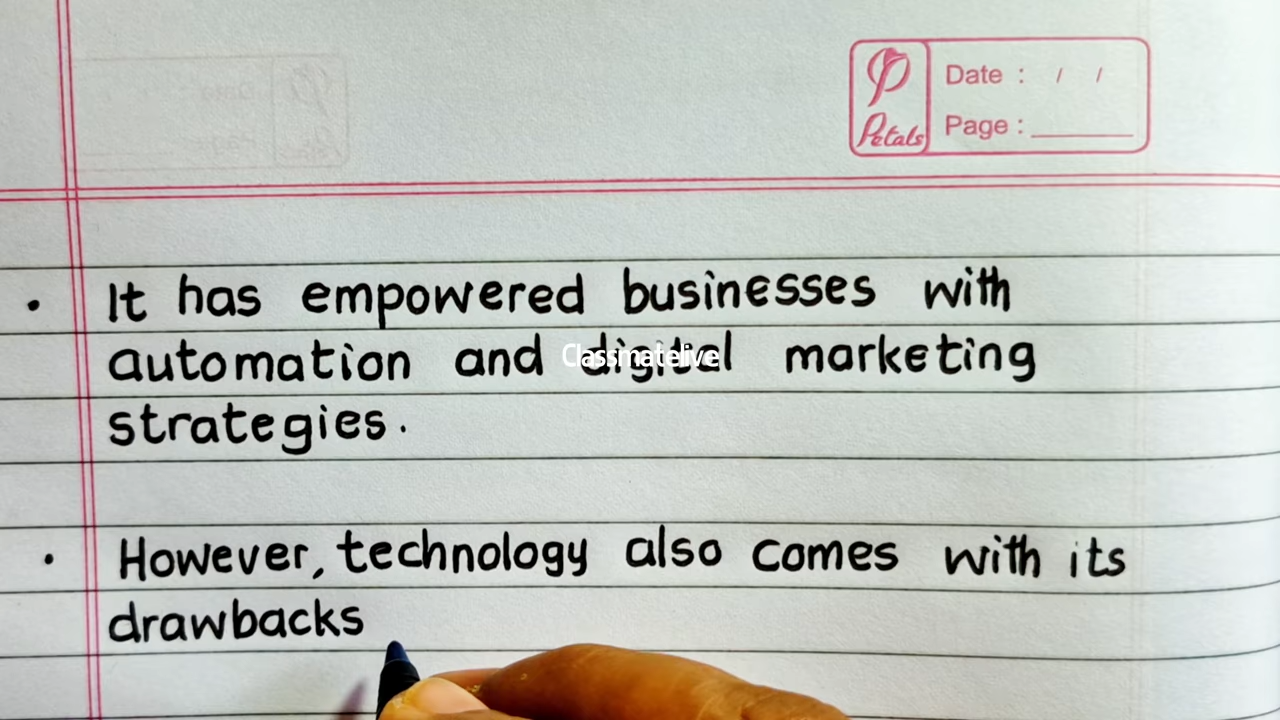 Date : / /
Petals
Page :
• It has empowered businesses with
automation and digital marketing
strategies.
Classmatelive
• However, technology also comes with its
drawbacks